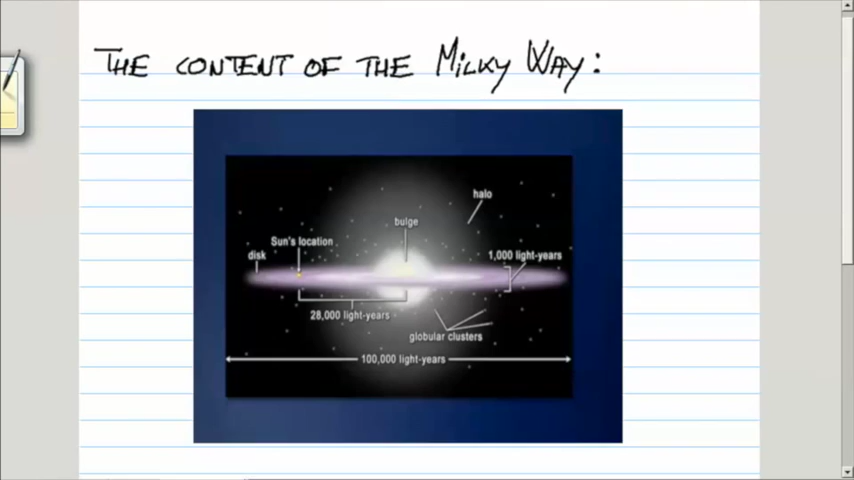 THE CONTENT OF THE MILKY WAY:
halo
bulge
Sun's location
disk
1,000 light-years
28,000 light-years
globular clusters
100,000 light-years